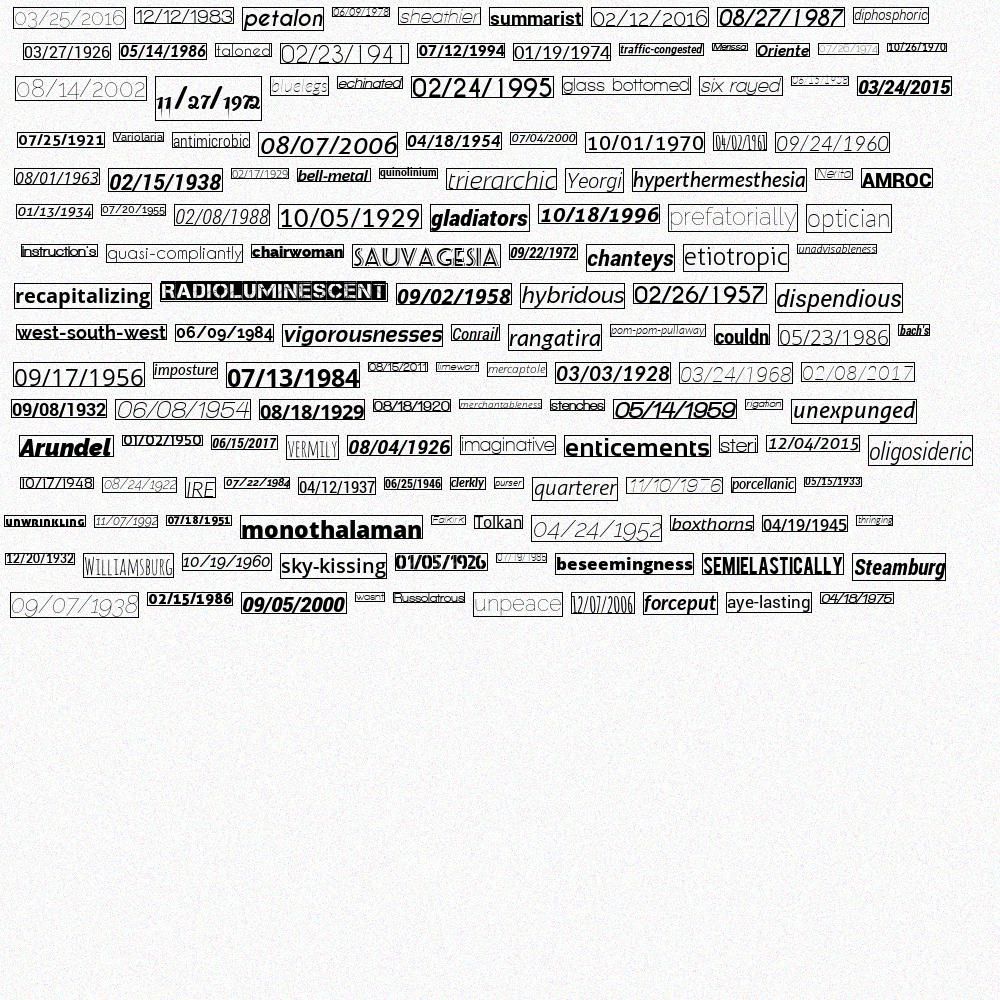 03/25/2016 12/12/1983 petalon 06/09/1978 sheathier summarist 02/12/2016 08/27/1987 diphosphoric
03/27/1926 05/14/1986 taloned 02/23/1941 07/12/1994 01/19/1974 traffic-congested Merissa Oriente 07/26/1974 10/26/1970
08/14/2002 11/27/1972 bluelegs echinated 02/24/1995 glass bottomed six rayed 03/24/2015
07/25/1921 Variolaria antimicrobic 08/07/2006 04/18/1954 07/04/2000 10/01/1970 04/02/1961 09/24/1960
08/01/1963 02/15/1938 02/17/1929 bell-metal quinolinium trierarchic Yeorgi hyperthermesthesia Nerita AMROC
01/13/1934 07/20/1955 02/08/1988 10/05/1929 gladiators 10/18/1996 prefatorially optician
instruction's quasi-compliantly chairwoman SAUVAGESIA 09/22/1972 chanteys etiotropic unadvisableness
recapitalizing RADIOLUMINESCENT 09/02/1958 hybridous 02/26/1957 dispendious
west-south-west 06/09/1984 vigorousnesses Conrail rangatira pom-pom-pullaway couldn 05/23/1986 bach's
09/17/1956 imposture 07/13/1984 08/15/2011 limewort mercaptole 03/03/1928 03/24/1968 02/08/2017
09/08/1932 06/08/1954 08/18/1929 08/18/1920 merchantableness stenches 05/14/1959 rigation unexpunged
Arundel 01/02/1950 06/15/2017 VERMILY 08/04/1926 imaginative enticements steri 12/04/2015 oligosideric
10/17/1948 08/24/1922 IRE 07/22/1984 04/12/1937 06/25/1946 clerkly purser quarterer 11/10/1976 porcellanic 05/15/1933
UNWRINKLING 11/07/1992 07/18/1951 monothalaman Falkirk Tolkan 04/24/1952 boxthorns 04/19/1945 thringing
12/20/1932 WILLIAMSBURG 10/19/1960 sky-kissing 01/05/1926 07/19/1985 beseemingness SEMIELASTICALLY Steamburg
09/07/1938 02/15/1986 09/05/2000 wasnt Russolatrous unpeace 12/07/2006 forceput aye-lasting 04/18/1975